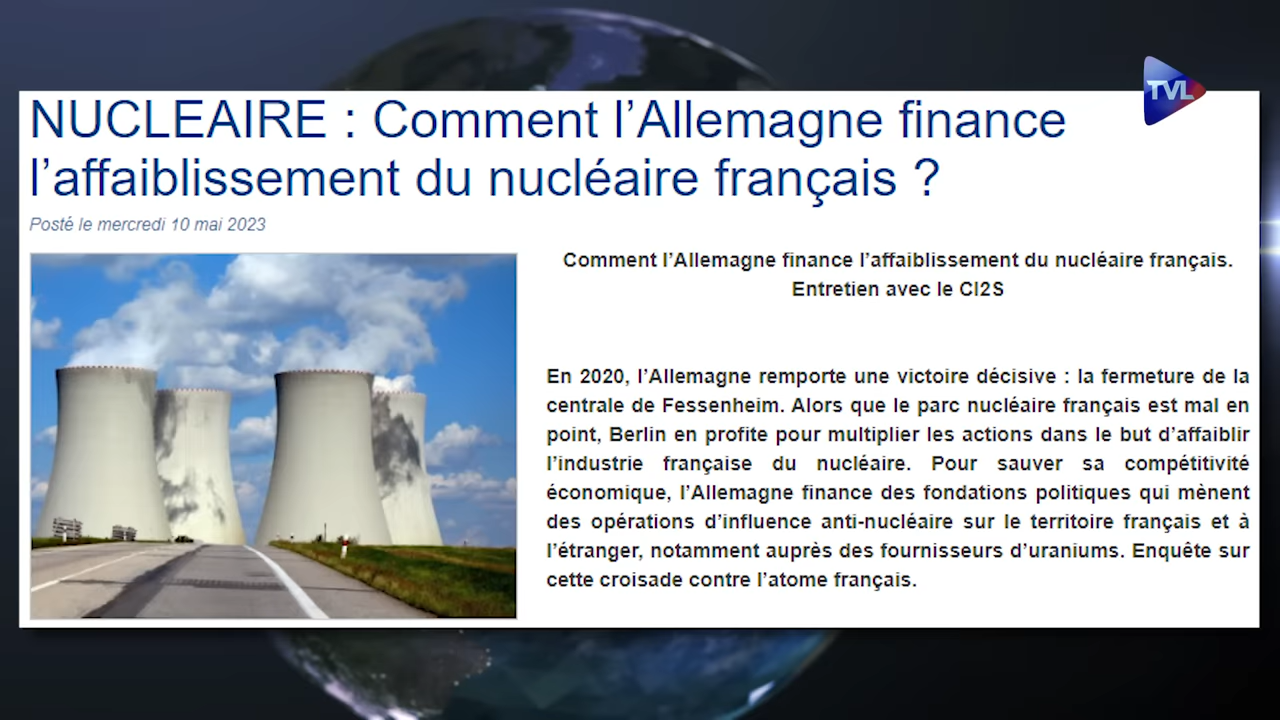 TVL
NUCLEAIRE : Comment l’Allemagne finance
l’affaiblissement du nucléaire français ?
Posté le mercredi 10 mai 2023
Comment l’Allemagne finance l’affaiblissement du nucléaire français.
Entretien avec le CI2S
En 2020, l’Allemagne remporte une victoire décisive : la fermeture de la
centrale de Fessenheim. Alors que le parc nucléaire français est mal en
point, Berlin en profite pour multiplier les actions dans le but d’affaiblir
l’industrie française du nucléaire. Pour sauver sa compétitivité
économique, l’Allemagne finance des fondations politiques qui mènent
des opérations d’influence anti-nucléaire sur le territoire français et à
l’étranger, notamment auprès des fournisseurs d’uraniums. Enquête sur
cette croisade contre l’atome français.